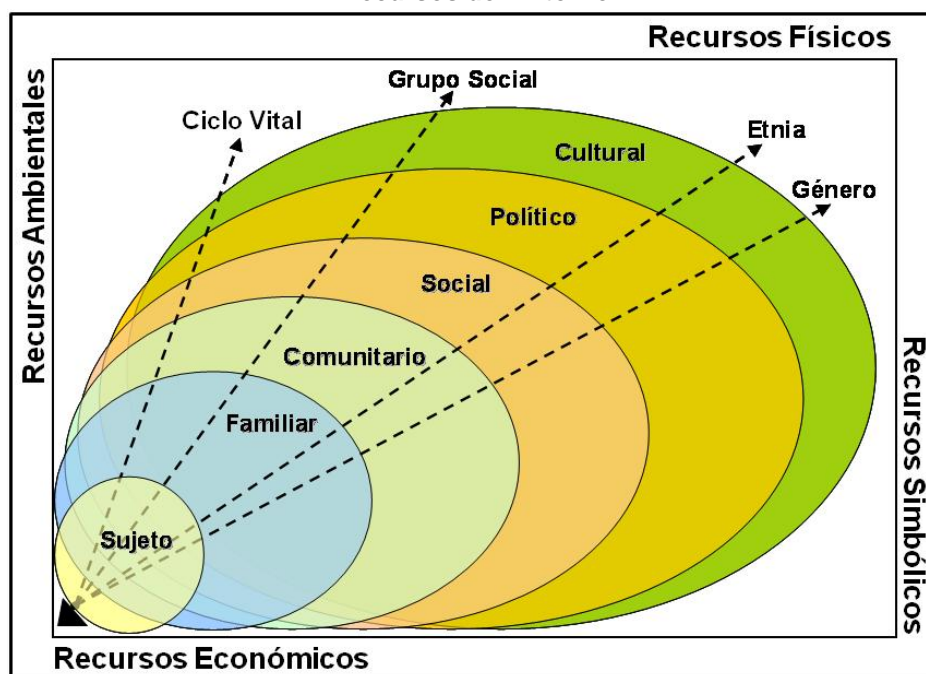 Recursos Físicos
Recursos Ambientales
Grupo Social
Ciclo Vital
Etnia
Cultural
Género
Político
Social
Comunitario
Familiar
Sujeto
Recursos Simbólicos
Recursos Económicos